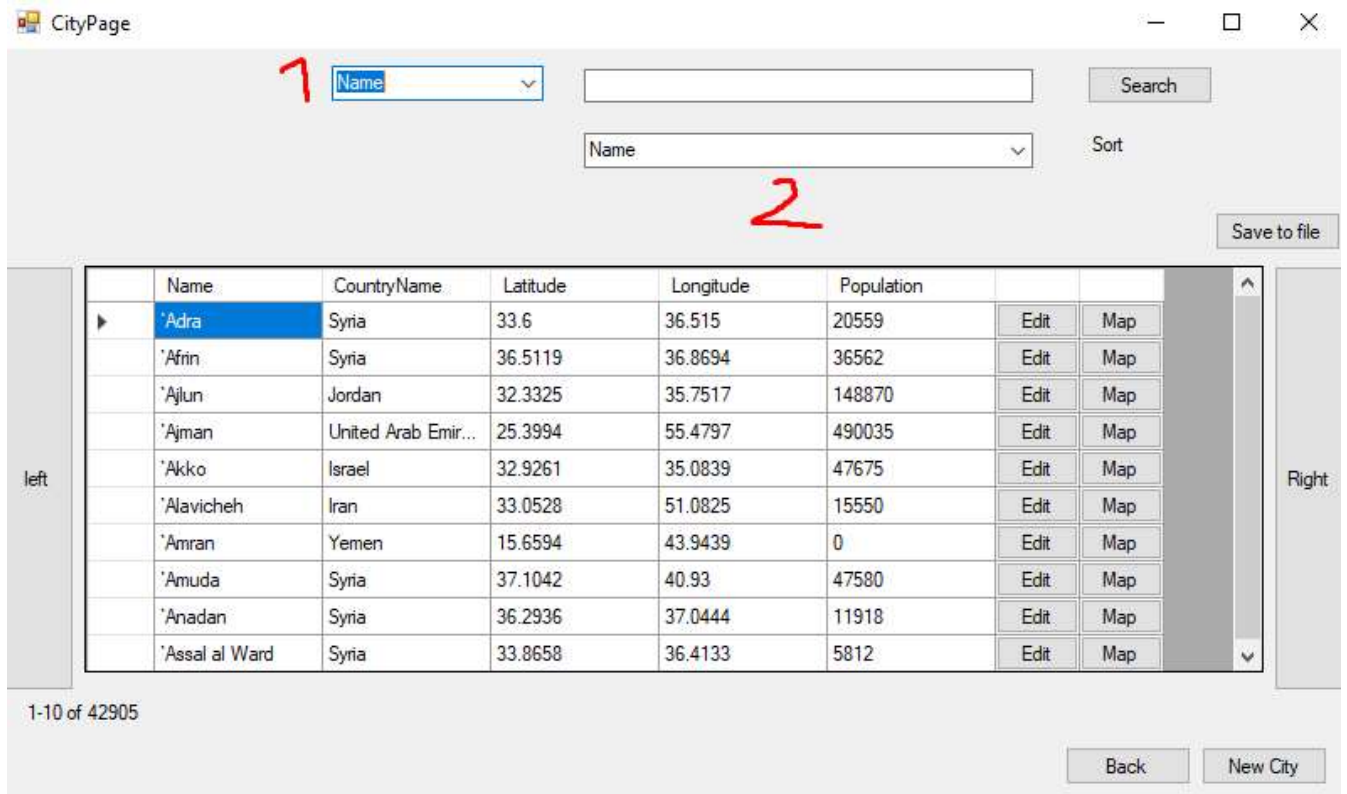 CityPage
1 Name Search
Name Sort
2
Save to file
Name CountryName Latitude Longitude Population
`Adra Syria 33.6 36.515 20559 Edit Map
`Afrin Syria 36.5119 36.8694 36562 Edit Map
`Ajlun Jordan 32.3325 35.7517 148870 Edit Map
`Ajman United Arab Emir... 25.3994 55.4797 490035 Edit Map
`Akko Israel 32.9261 35.0839 47675 Edit Map
left
Right
`Alavicheh Iran 33.0528 51.0825 15550 Edit Map
`Amran Yemen 15.6594 43.9439 0 Edit Map
`Amuda Syria 37.1042 40.93 47580 Edit Map
`Anadan Syria 36.2936 37.0444 11918 Edit Map
`Assal al Ward Syria 33.8658 36.4133 5812 Edit Map
1-10 of 42905
Back New City